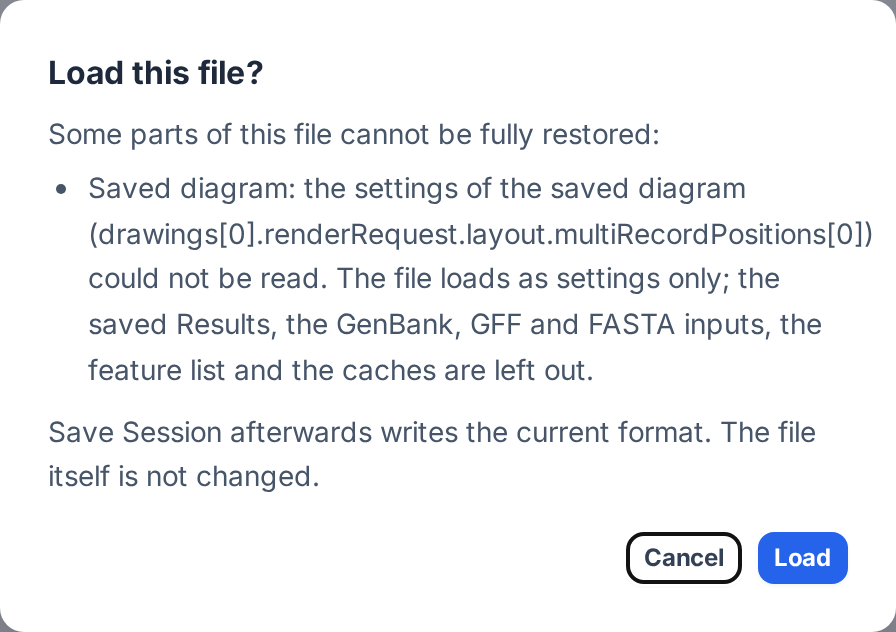 Load this file?
Some parts of this file cannot be fully restored:
• Saved diagram: the settings of the saved diagram
(drawings[0].renderRequest.layout.multiRecordPositions[0])
could not be read. The file loads as settings only; the
saved Results, the GenBank, GFF and FASTA inputs, the
feature list and the caches are left out.
Save Session afterwards writes the current format. The file
itself is not changed.
Cancel Load